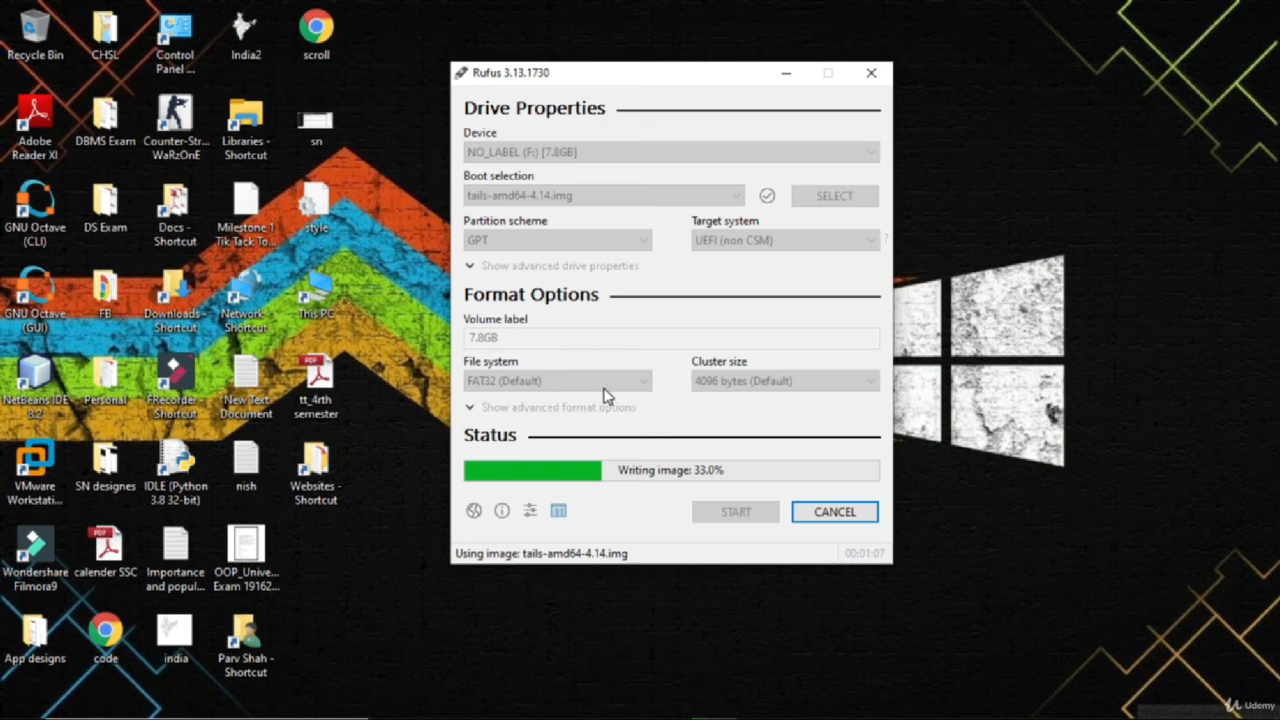 Recycle Bin
CHSL
Control
Panel ...
India2
scroll
Adobe
Reader XI
DBMS Exam
Counter-Str...
WaRzOnE
Libraries -
Shortcut
sn
GNU Octave
(CLI)
DS Exam
Docs -
Shortcut
Milestone 1
Tik Tack To...
style
GNU Octave
(GUI)
FB
Downloads -
Shortcut
Network -
Shortcut
This PC
NetBeans IDE
8.2
Personal
FRecorder -
Shortcut
New Text
Document
PDF
tt_4rth
semester
VMware
Workstati...
SN designes
IDLE (Python
3.8 32-bit)
nish
Websites -
Shortcut
Wondershare
Filmora9
PDF
calender SSC
Importance
and popul...
OOP_Unive...
Exam 19162...
App designs
code
india
Parv Shah -
Shortcut
Rufus 3.13.1730
Drive Properties
Device
NO_LABEL (F:) [7.8GB]
Boot selection
tails-amd64-4.14.img
SELECT
Partition scheme
Target system
GPT
UEFI (non CSM)
?
Show advanced drive properties
Format Options
Volume label
7.8GB
File system
Cluster size
FAT32 (Default)
4096 bytes (Default)
Show advanced format options
Status
Writing image: 33.0%
START
CANCEL
Using image: tails-amd64-4.14.img
00:01:07
Udemy